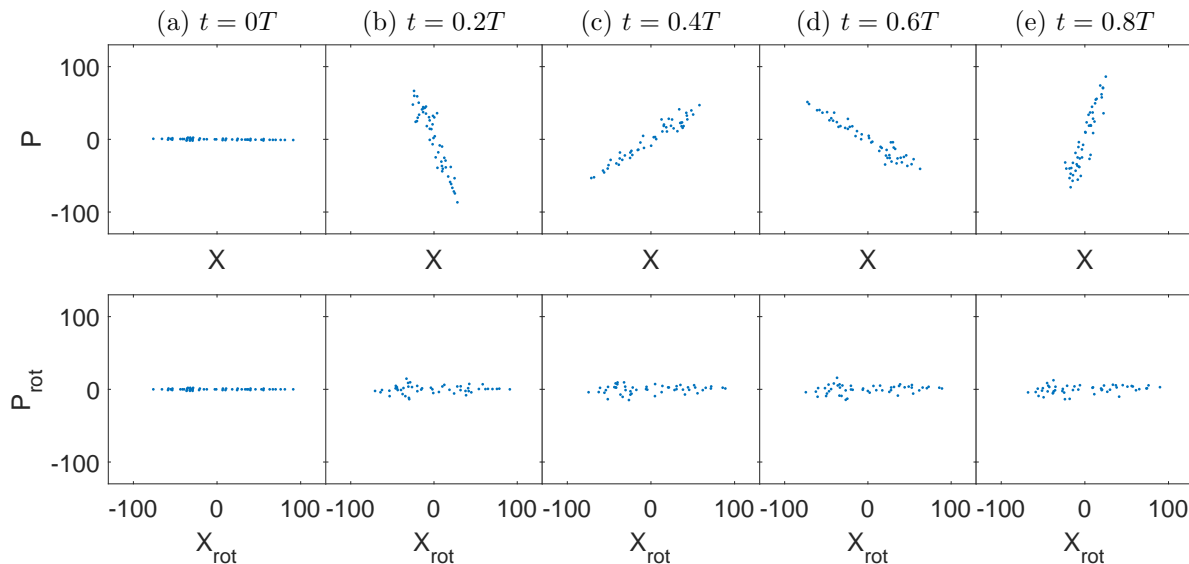 (a) t = 0T (b) t = 0.2T (c) t = 0.4T (d) t = 0.6T (e) t = 0.8T
100
0
-100
P
X X X X X
100
0
-100
P_rot
-100 0 100 -100 0 100 -100 0 100 -100 0 100 -100 0 100
X_rot X_rot X_rot X_rot X_rot